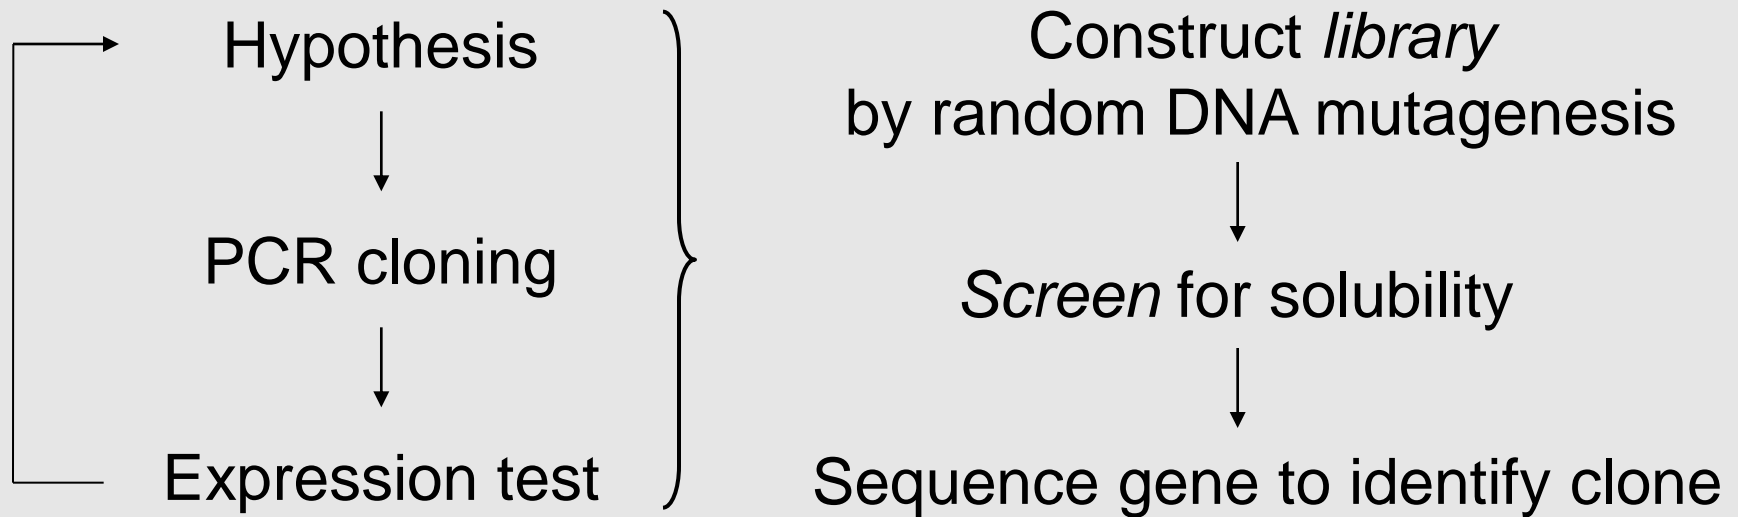 Hypothesis
PCR cloning
Expression test
Construct library
by random DNA mutagenesis
Screen for solubility
Sequence gene to identify clone